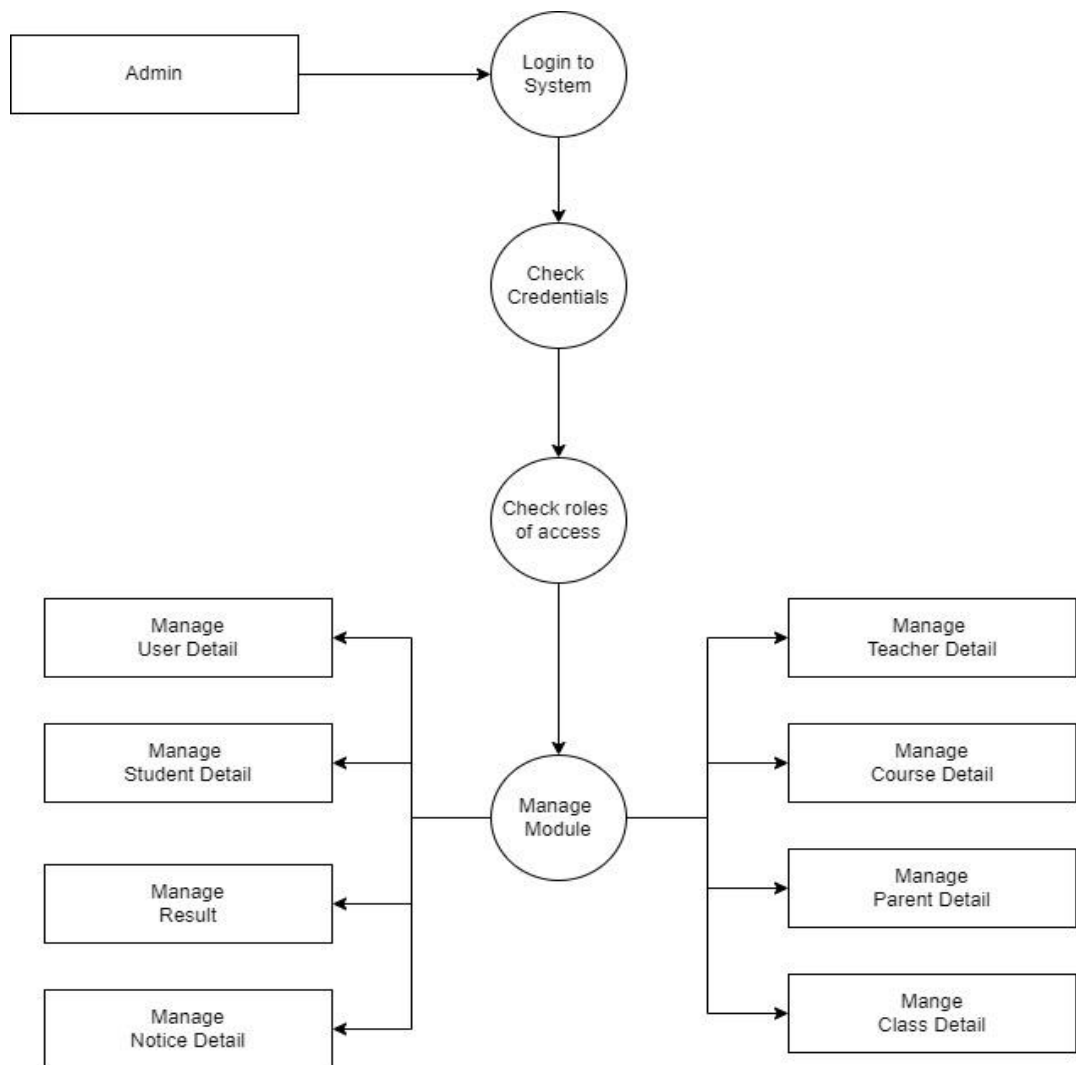 Admin
Login to
System
Check
Credentials
Check roles
of access
Manage
User Detail
Manage
Teacher Detail
Manage
Student Detail
Manage
Course Detail
Manage
Module
Manage
Result
Manage
Parent Detail
Manage
Notice Detail
Mange
Class Detail